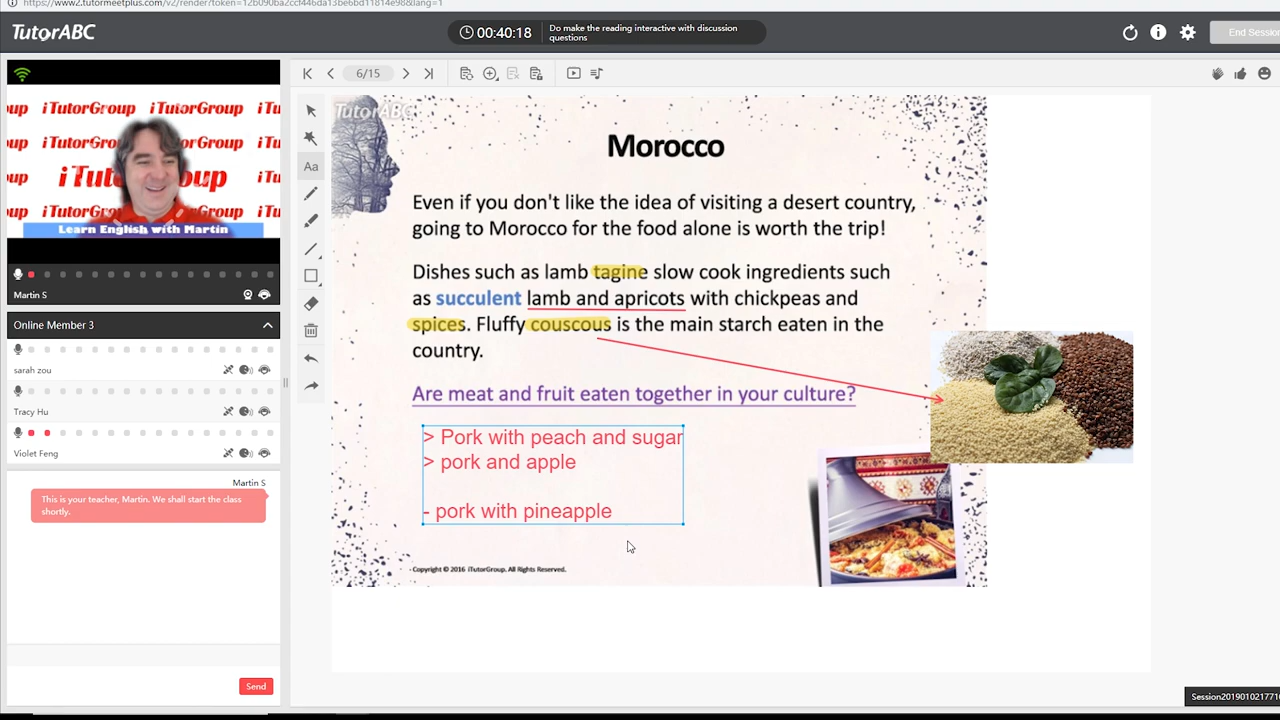 https://www2.tutormeetplus.com/v2/render?token=12b090ba2ccf446da13be6bd11814e98&lang=1
TutorABC
00:40:18
Do make the reading interactive with discussion
questions
End Session
6/15
iTutorGroup iTutorGroup
iTutorGroup
Learn English with Martin
Martin S
Online Member 3
sarah zou
Tracy Hu
Violet Feng
Martin S
This is your teacher, Martin. We shall start the class
shortly.
Send
Aa
TutorABC
Morocco
Even if you don't like the idea of visiting a desert country,
going to Morocco for the food alone is worth the trip!
Dishes such as lamb tagine slow cook ingredients such
as succulent lamb and apricots with chickpeas and
spices. Fluffy couscous is the main starch eaten in the
country.
Are meat and fruit eaten together in your culture?
> Pork with peach and sugar
> pork and apple
- pork with pineapple
Copyright © 2016 iTutorGroup. All Rights Reserved.
Session2019010217710